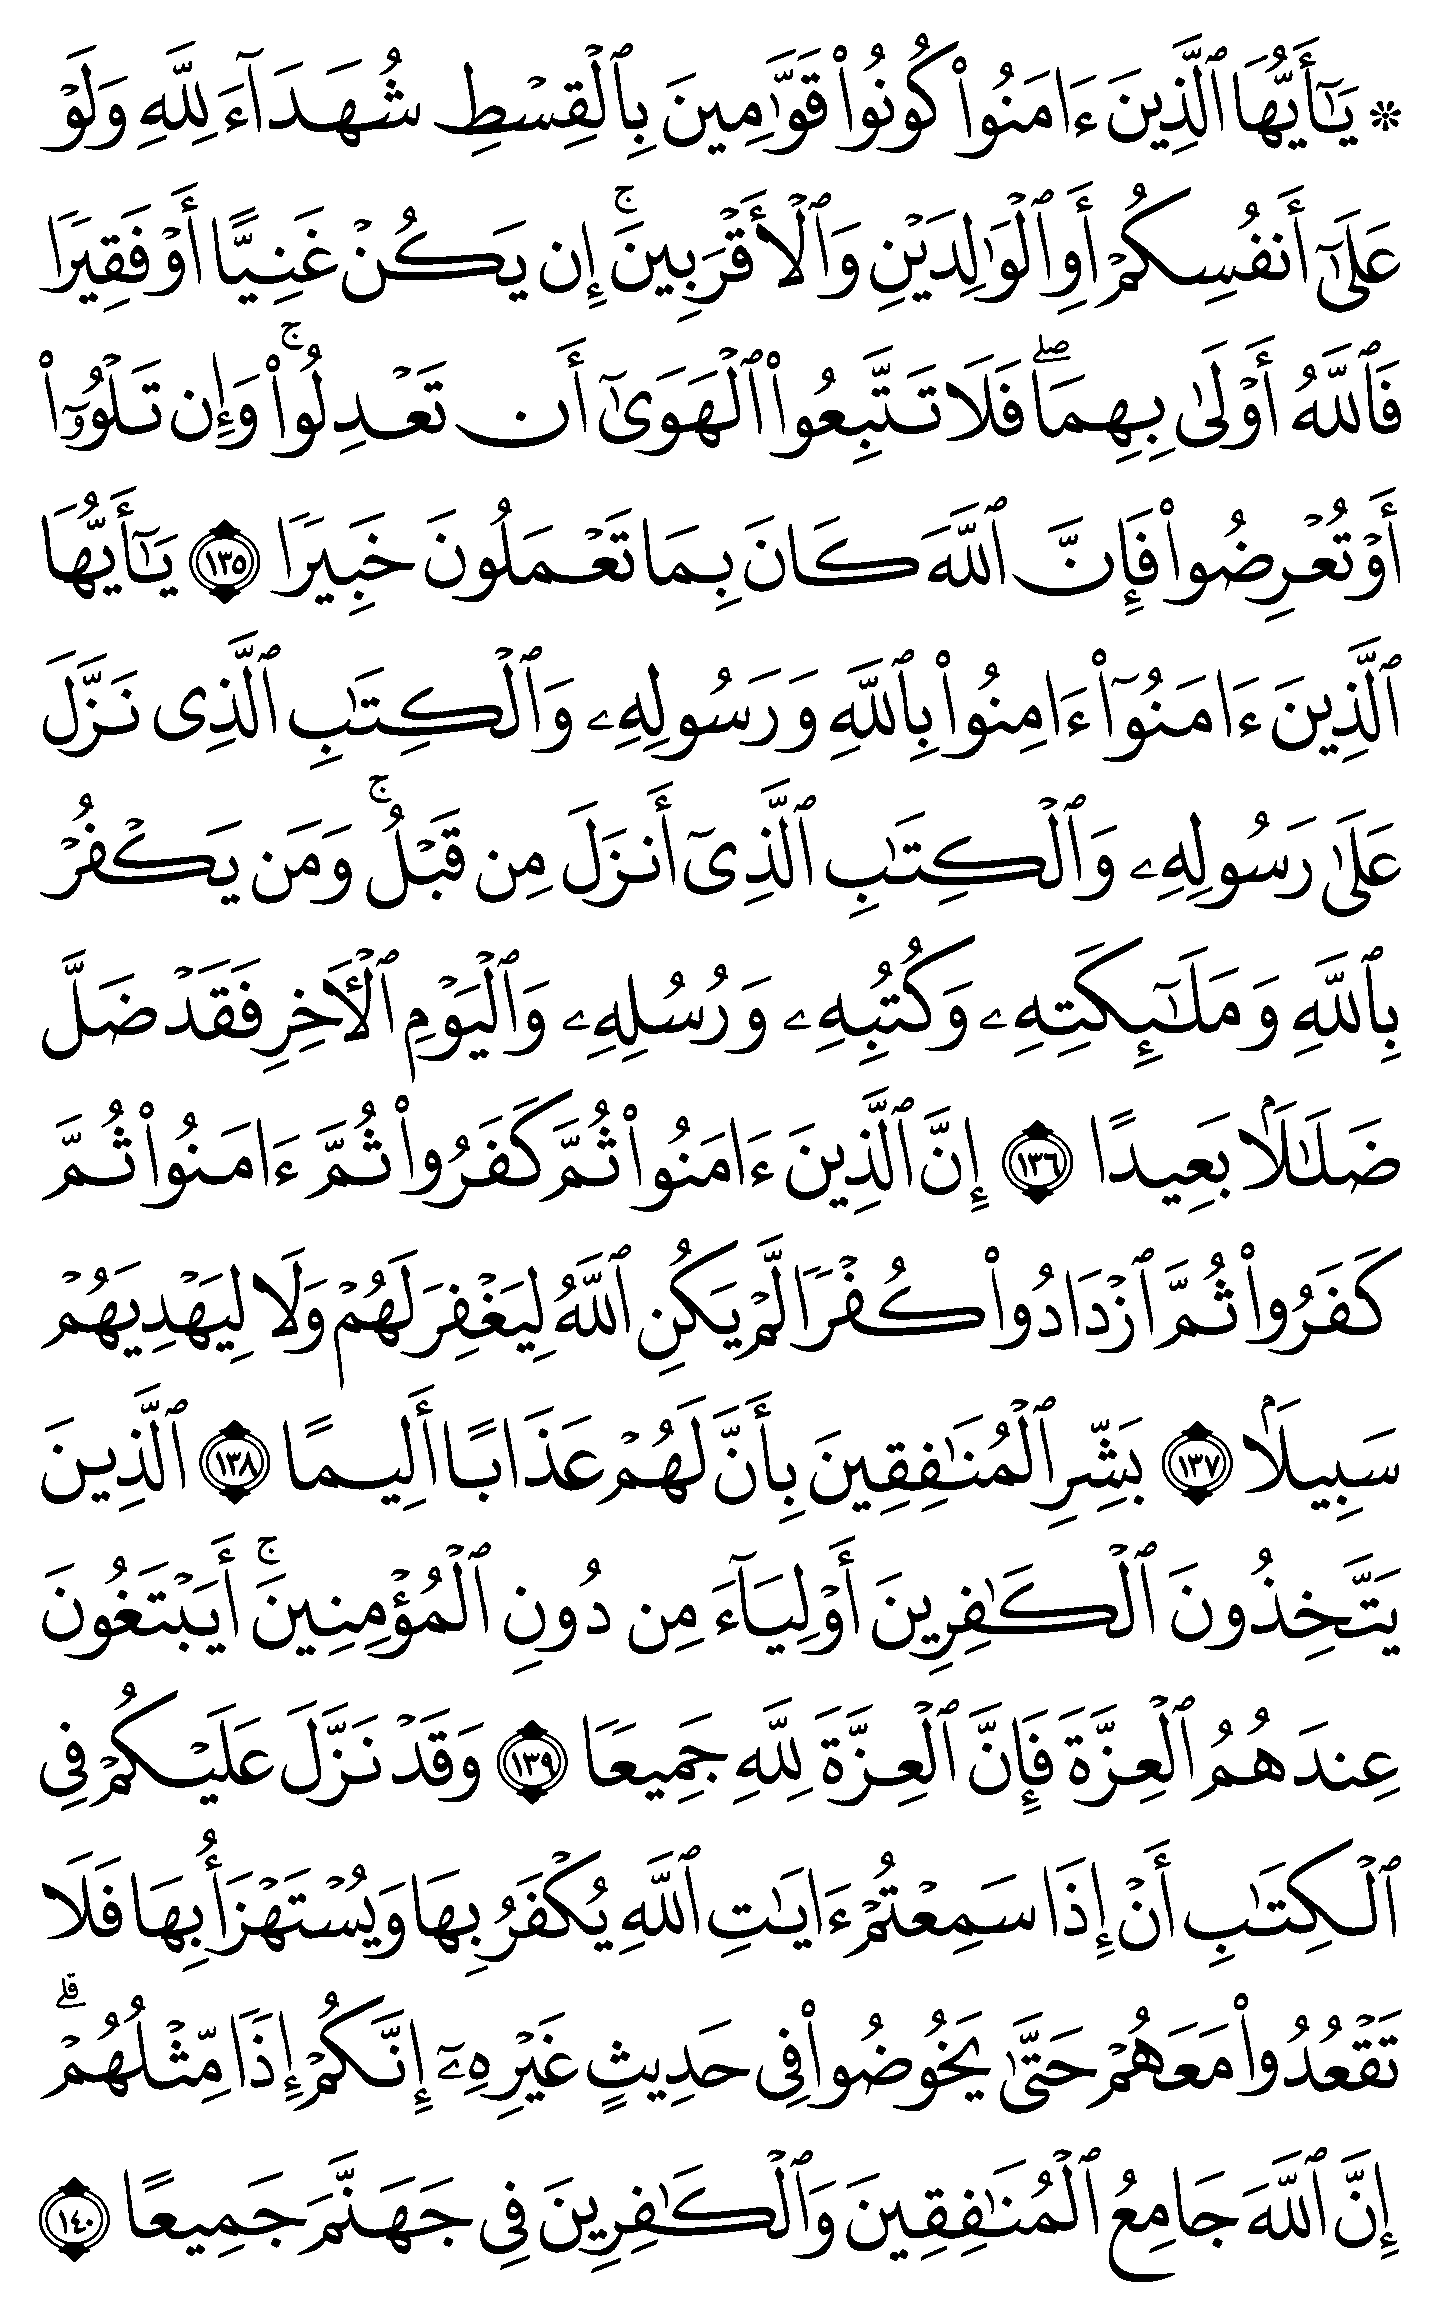 ۞ يَٰٓأَيُّهَا ٱلَّذِينَ ءَامَنُواْ كُونُواْ قَوَّٰمِينَ بِٱلۡقِسۡطِ شُهَدَآءَ لِلَّهِ وَلَوۡ
عَلَىٰٓ أَنفُسِكُمۡ أَوِ ٱلۡوَٰلِدَيۡنِ وَٱلۡأَقۡرَبِينَۚ إِن يَكُنۡ غَنِيًّا أَوۡ فَقِيرٗا
فَٱللَّهُ أَوۡلَىٰ بِهِمَاۖ فَلَا تَتَّبِعُواْ ٱلۡهَوَىٰٓ أَن تَعۡدِلُواْۚ وَإِن تَلۡوُۥٓاْ
أَوۡ تُعۡرِضُواْ فَإِنَّ ٱللَّهَ كَانَ بِمَا تَعۡمَلُونَ خَبِيرٗا ١٣٥ يَٰٓأَيُّهَا
ٱلَّذِينَ ءَامَنُوٓاْ ءَامِنُواْ بِٱللَّهِ وَرَسُولِهِۦ وَٱلۡكِتَٰبِ ٱلَّذِي نَزَّلَ
عَلَىٰ رَسُولِهِۦ وَٱلۡكِتَٰبِ ٱلَّذِيٓ أَنزَلَ مِن قَبۡلُۚ وَمَن يَكۡفُرۡ
بِٱللَّهِ وَمَلَٰٓئِكَتِهِۦ وَكُتُبِهِۦ وَرُسُلِهِۦ وَٱلۡيَوۡمِ ٱلۡأٓخِرِ فَقَدۡ ضَلَّ
ضَلَٰلَۢا بَعِيدًا ١٣٦ إِنَّ ٱلَّذِينَ ءَامَنُواْ ثُمَّ كَفَرُواْ ثُمَّ ءَامَنُواْ ثُمَّ
كَفَرُواْ ثُمَّ ٱزۡدَادُواْ كُفۡرٗا لَّمۡ يَكُنِ ٱللَّهُ لِيَغۡفِرَ لَهُمۡ وَلَا لِيَهۡدِيَهُمۡ
سَبِيلَۢا ١٣٧ بَشِّرِ ٱلۡمُنَٰفِقِينَ بِأَنَّ لَهُمۡ عَذَابًا أَلِيمًا ١٣٨ ٱلَّذِينَ
يَتَّخِذُونَ ٱلۡكَٰفِرِينَ أَوۡلِيَآءَ مِن دُونِ ٱلۡمُؤۡمِنِينَۚ أَيَبۡتَغُونَ
عِندَهُمُ ٱلۡعِزَّةَ فَإِنَّ ٱلۡعِزَّةَ لِلَّهِ جَمِيعٗا ١٣٩ وَقَدۡ نَزَّلَ عَلَيۡكُمۡ فِي
ٱلۡكِتَٰبِ أَنۡ إِذَا سَمِعۡتُمۡ ءَايَٰتِ ٱللَّهِ يُكۡفَرُ بِهَا وَيُسۡتَهۡزَأُ بِهَا فَلَا
تَقۡعُدُواْ مَعَهُمۡ حَتَّىٰ يَخُوضُواْ فِي حَدِيثٍ غَيۡرِهِۦٓ إِنَّكُمۡ إِذٗا مِّثۡلُهُمۡۗ
إِنَّ ٱللَّهَ جَامِعُ ٱلۡمُنَٰفِقِينَ وَٱلۡكَٰفِرِينَ فِي جَهَنَّمَ جَمِيعًا ١٤٠